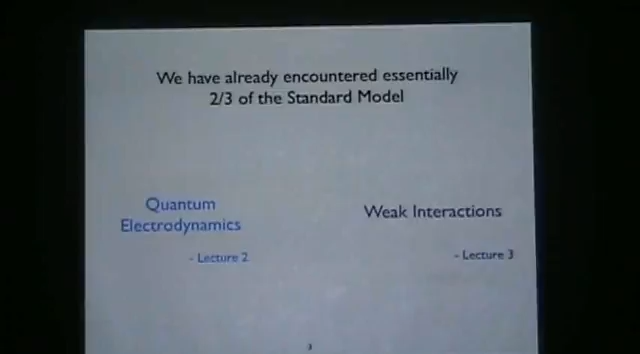 We have already encountered essentially
2/3 of the Standard Model
Quantum
Electrodynamics
- Lecture 2
Weak Interactions
- Lecture 3
3